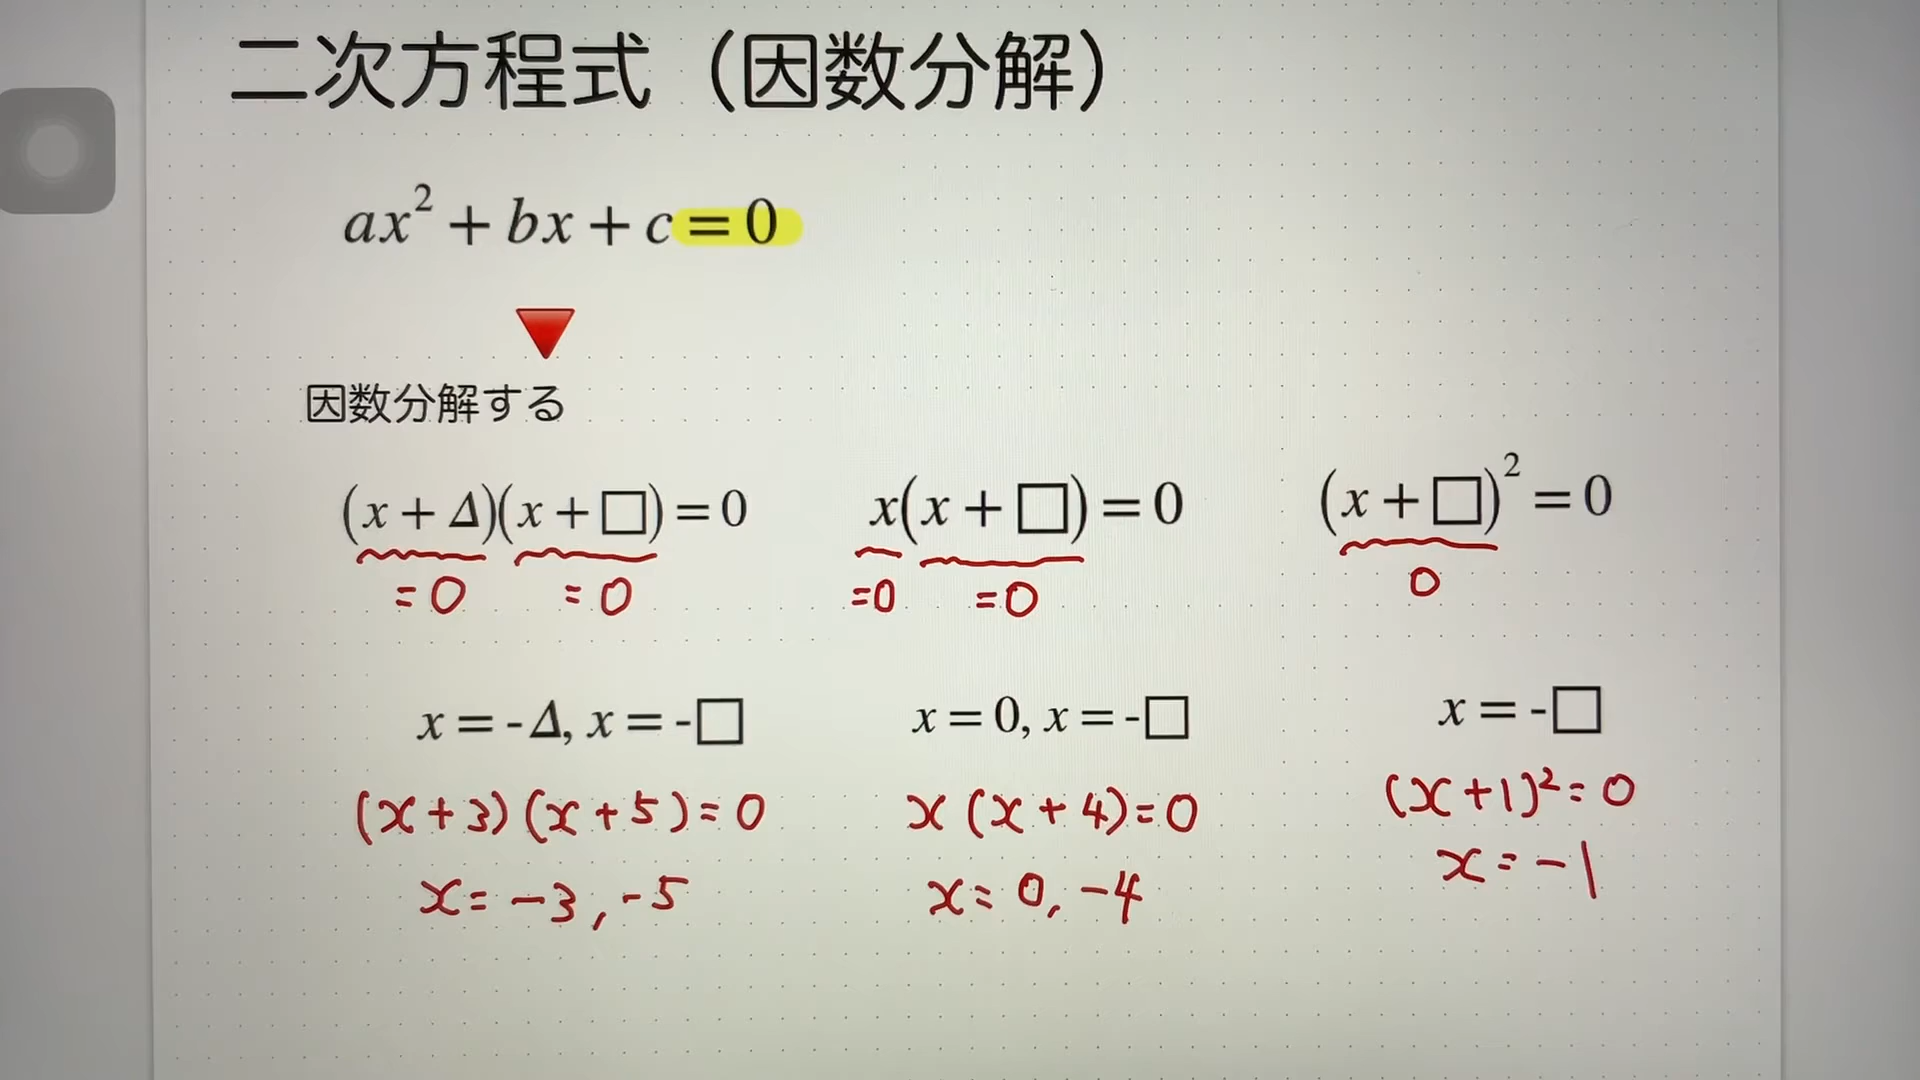 二次方程式（因数分解）
ax² + bx + c = 0
因数分解する
(x + Δ)(x + □) = 0
= 0 = 0
x(x + □) = 0
=0 =0
(x + □)² = 0
0
x = -Δ, x = -□
x = 0, x = -□
x = -□
(x+3)(x+5)=0
x = -3, -5
x(x+4)=0
x = 0, -4
(x+1)²=0
x = -1